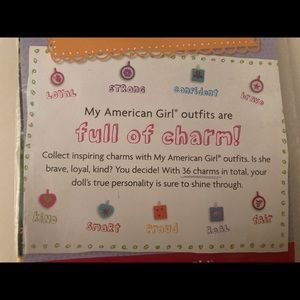 LOYAL STRONG confident brave
My American Girl® outfits are
full of charm!
Collect inspiring charms with My American Girl® outfits. Is she
brave, loyal, kind? You decide! With 36 charms in total, your
doll's true personality is sure to shine through.
KIND SMART Proud REAL fair